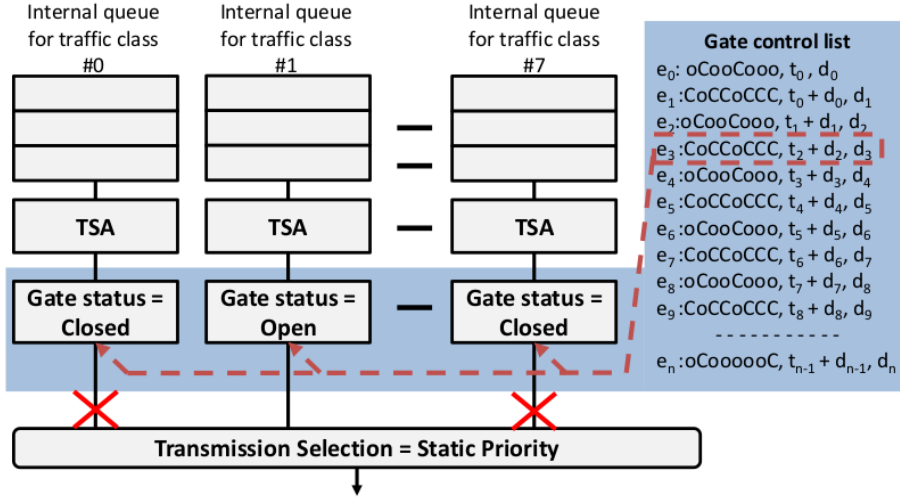 Internal queue
for traffic class
#0
Internal queue
for traffic class
#1
Internal queue
for traffic class
#7
TSA
TSA
TSA
Gate status =
Closed
Gate status =
Open
Gate status =
Closed
Transmission Selection = Static Priority
Gate control list
e₀: oCooCooo, t₀ , d₀
e₁ :CoCCoCCC, t₀ + d₀, d₁
e₂:oCooCooo, t₁ + d₁, d₂
e₃:CoCCoCCC, t₂ + d₂, d₃
e₄:oCooCooo, t₃ + d₃, d₄
e₅:CoCCoCCC, t₄ + d₄, d₅
e₆:oCooCooo, t₅ + d₅, d₆
e₇:CoCCoCCC, t₆ + d₆, d₇
e₈:oCooCooo, t₇ + d₇, d₈
e₉:CoCCoCCC, t₈ + d₈, d₉
eₙ:oCoooooC, tₙ₋₁ + dₙ₋₁, dₙ